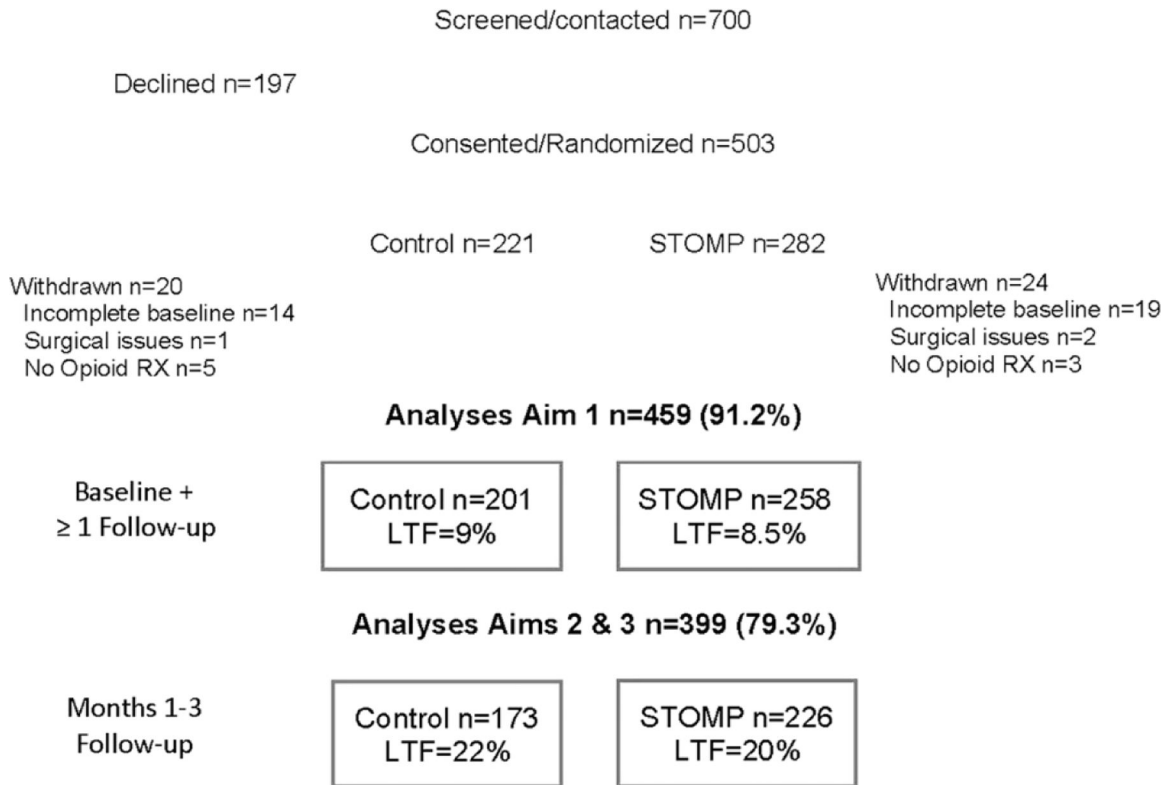 Screened/contacted n=700
Declined n=197
Consented/Randomized n=503
Control n=221
STOMP n=282
Withdrawn n=20
Incomplete baseline n=14
Surgical issues n=1
No Opioid RX n=5
Withdrawn n=24
Incomplete baseline n=19
Surgical issues n=2
No Opioid RX n=3
Analyses Aim 1 n=459 (91.2%)
Baseline +
≥ 1 Follow-up
Control n=201
LTF=9%
STOMP n=258
LTF=8.5%
Analyses Aims 2 & 3 n=399 (79.3%)
Months 1-3
Follow-up
Control n=173
LTF=22%
STOMP n=226
LTF=20%